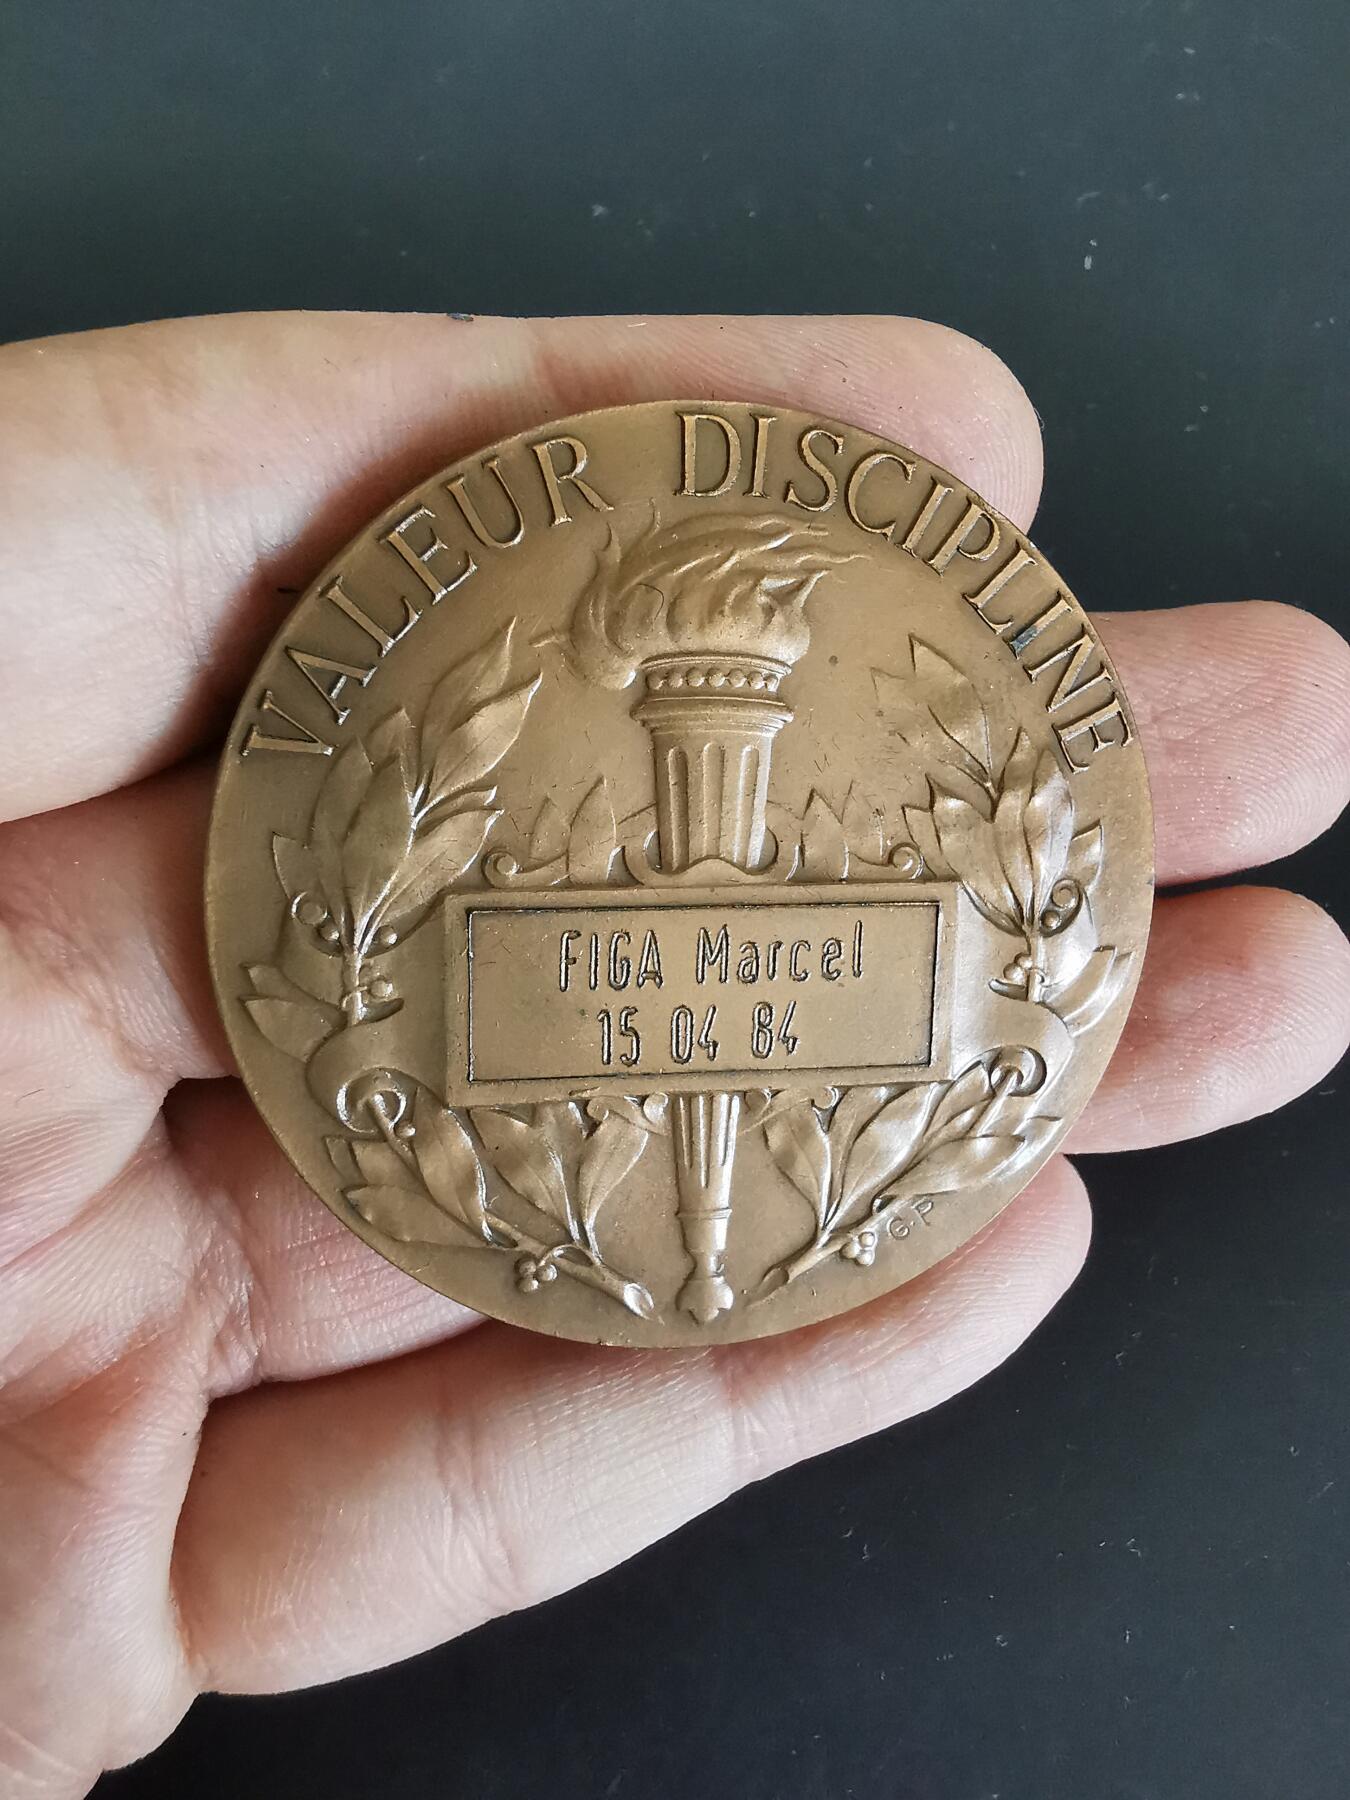 VALEUR DISCIPLINE
FIGA Marcel
15 04 84
G.P